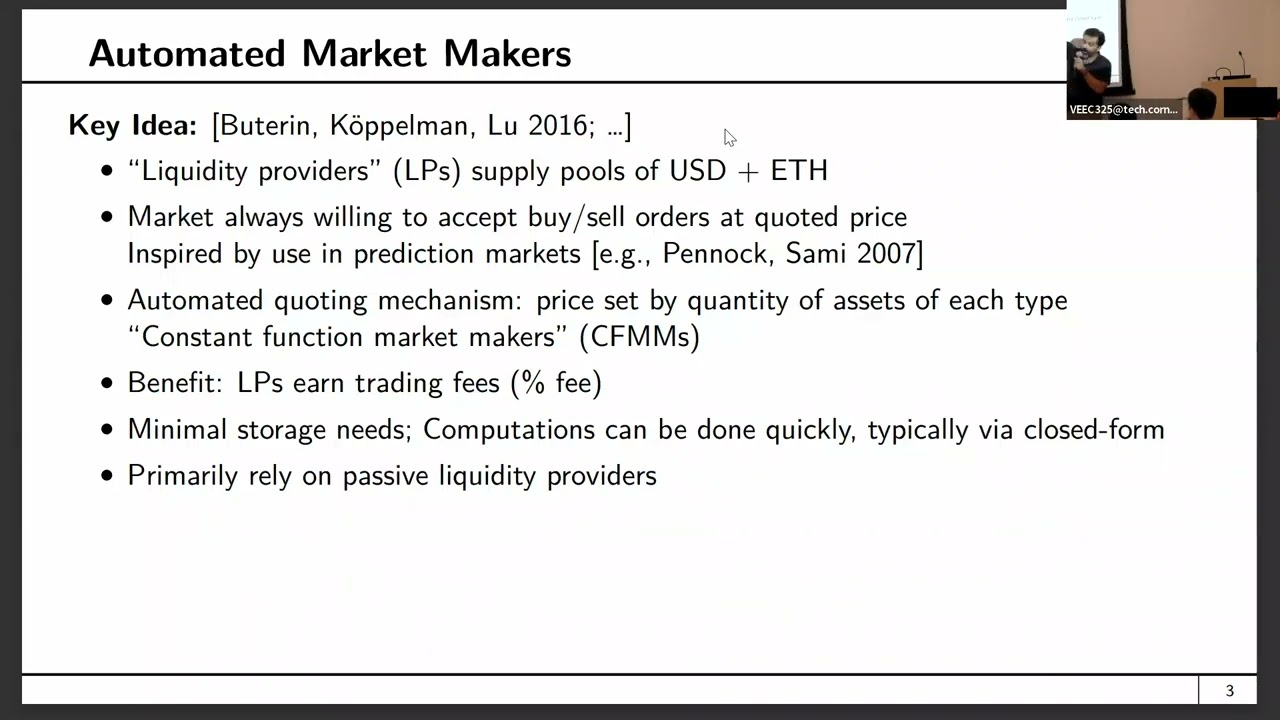 Automated Market Makers
VEEC325@tech.corn...
Key Idea: [Buterin, Köppelman, Lu 2016; ...]
• “Liquidity providers” (LPs) supply pools of USD + ETH
• Market always willing to accept buy/sell orders at quoted price
Inspired by use in prediction markets [e.g., Pennock, Sami 2007]
• Automated quoting mechanism: price set by quantity of assets of each type
“Constant function market makers” (CFMMs)
• Benefit: LPs earn trading fees (% fee)
• Minimal storage needs; Computations can be done quickly, typically via closed-form
• Primarily rely on passive liquidity providers
3